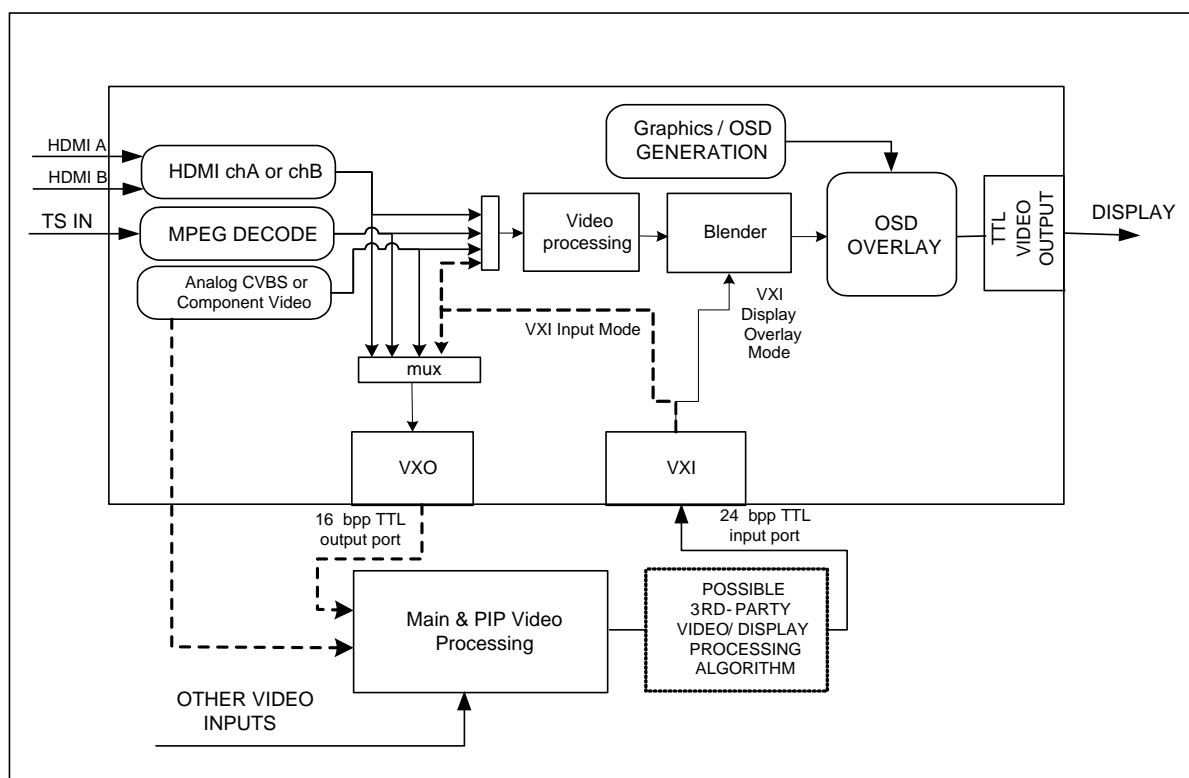 HDMI A
HDMI B
TS IN
HDMI chA or chB
MPEG DECODE
Analog CVBS or
Component Video
Graphics / OSD
GENERATION
Video
processing
Blender
OSD
OVERLAY
TTL
VIDEO
OUTPUT
DISPLAY
VXI Input Mode
VXI
Display
Overlay
Mode
mux
VXO
VXI
16 bpp TTL
output port
24 bpp TTL
input port
Main & PIP Video
Processing
POSSIBLE
3RD- PARTY
VIDEO/ DISPLAY
PROCESSING
ALGORITHM
OTHER VIDEO
INPUTS